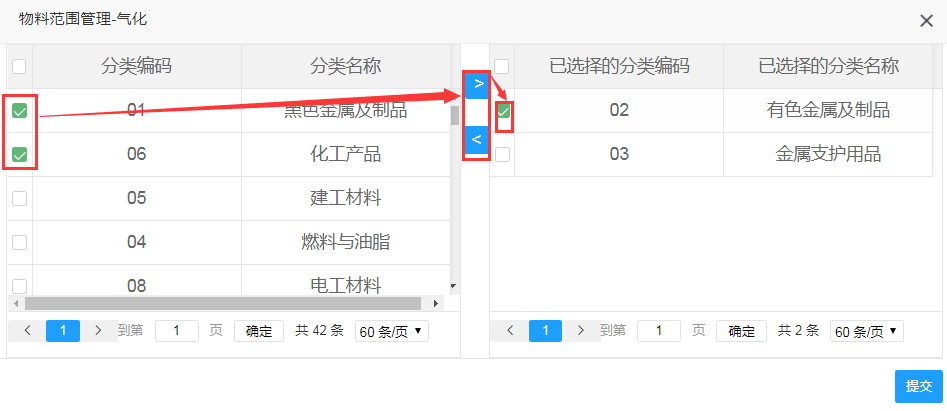 物料范围管理-气化
分类编码 分类名称
01 黑色金属及制品
06 化工产品
05 建工材料
04 燃料与油脂
08 电工材料
1 到第 1 页 确定 共 42 条 60 条/页
>
<
已选择的分类编码 已选择的分类名称
02 有色金属及制品
03 金属支护用品
1 到第 1 页 确定 共 2 条 60 条/页
提交